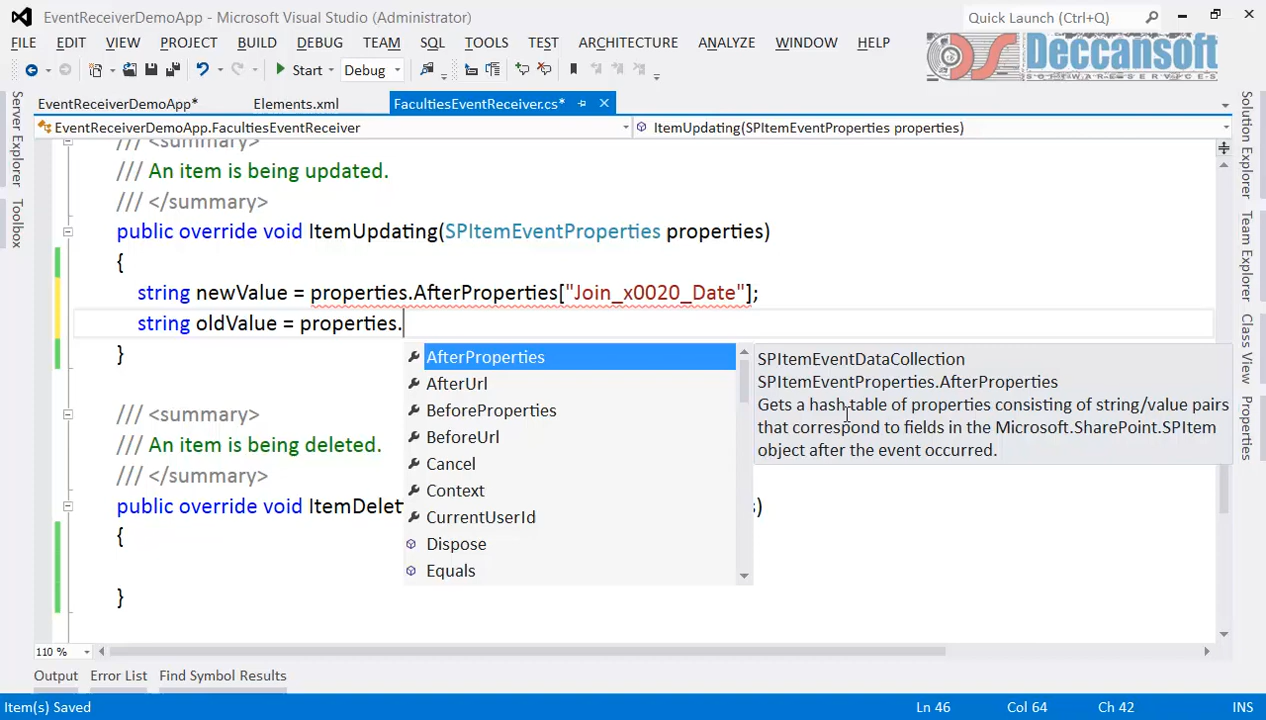 EventReceiverDemoApp - Microsoft Visual Studio (Administrator)
Quick Launch (Ctrl+Q)
FILE EDIT VIEW PROJECT BUILD DEBUG TEAM SQL TOOLS TEST ARCHITECTURE ANALYZE WINDOW HELP
Start Debug
DS Deccansoft
SOFTWARE SERVICES
EventReceiverDemoApp* Elements.xml FacultiesEventReceiver.cs*
EventReceiverDemoApp.FacultiesEventReceiver ItemUpdating(SPItemEventProperties properties)
Server Explorer
Toolbox
/// <summary>
/// An item is being updated.
/// </summary>
public override void ItemUpdating(SPItemEventProperties properties)
{
string newValue = properties.AfterProperties["Join_x0020_Date"];
string oldValue = properties.
}
AfterProperties
AfterUrl
BeforeProperties
BeforeUrl
Cancel
Context
CurrentUserId
Dispose
Equals
SPItemEventDataCollection
SPItemEventProperties.AfterProperties
Gets a hash table of properties consisting of string/value pairs
that correspond to fields in the Microsoft.SharePoint.SPItem
object after the event occurred.
/// <summary>
/// An item is being deleted.
/// </summary>
public override void ItemDelet s)
{
}
Solution Explorer
Team Explorer
Class View
Properties
110 %
Output Error List Find Symbol Results
Item(s) Saved Ln 46 Col 64 Ch 42 INS